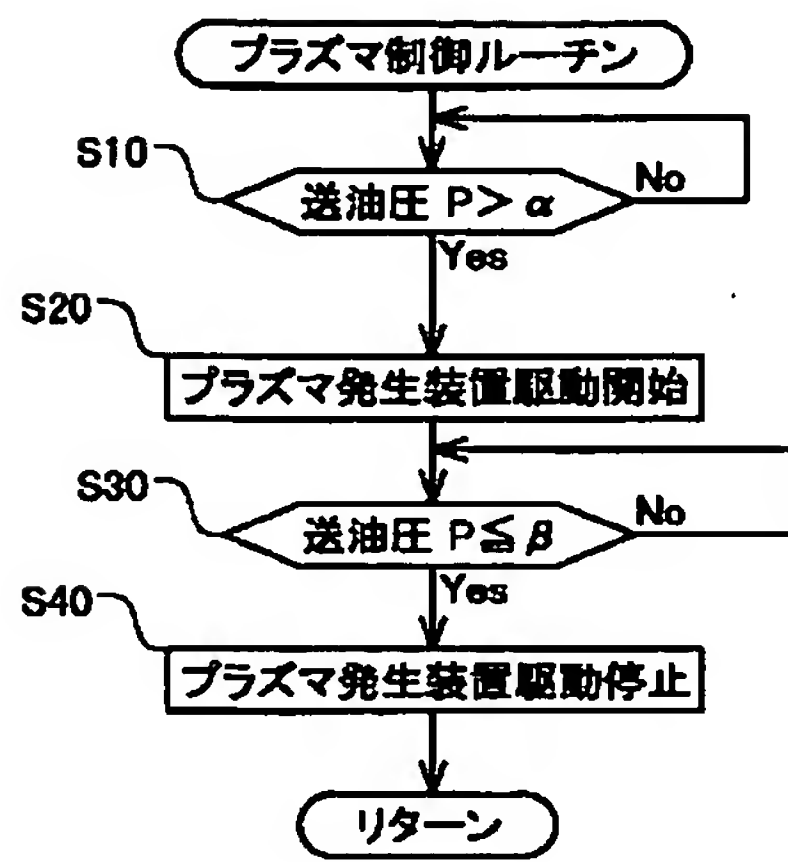 プラズマ制御ルーチン
S10
送油圧 P＞α
No
Yes
S20
プラズマ発生装置駆動開始
S30
送油圧 P≦β
No
Yes
S40
プラズマ発生装置駆動停止
リターン